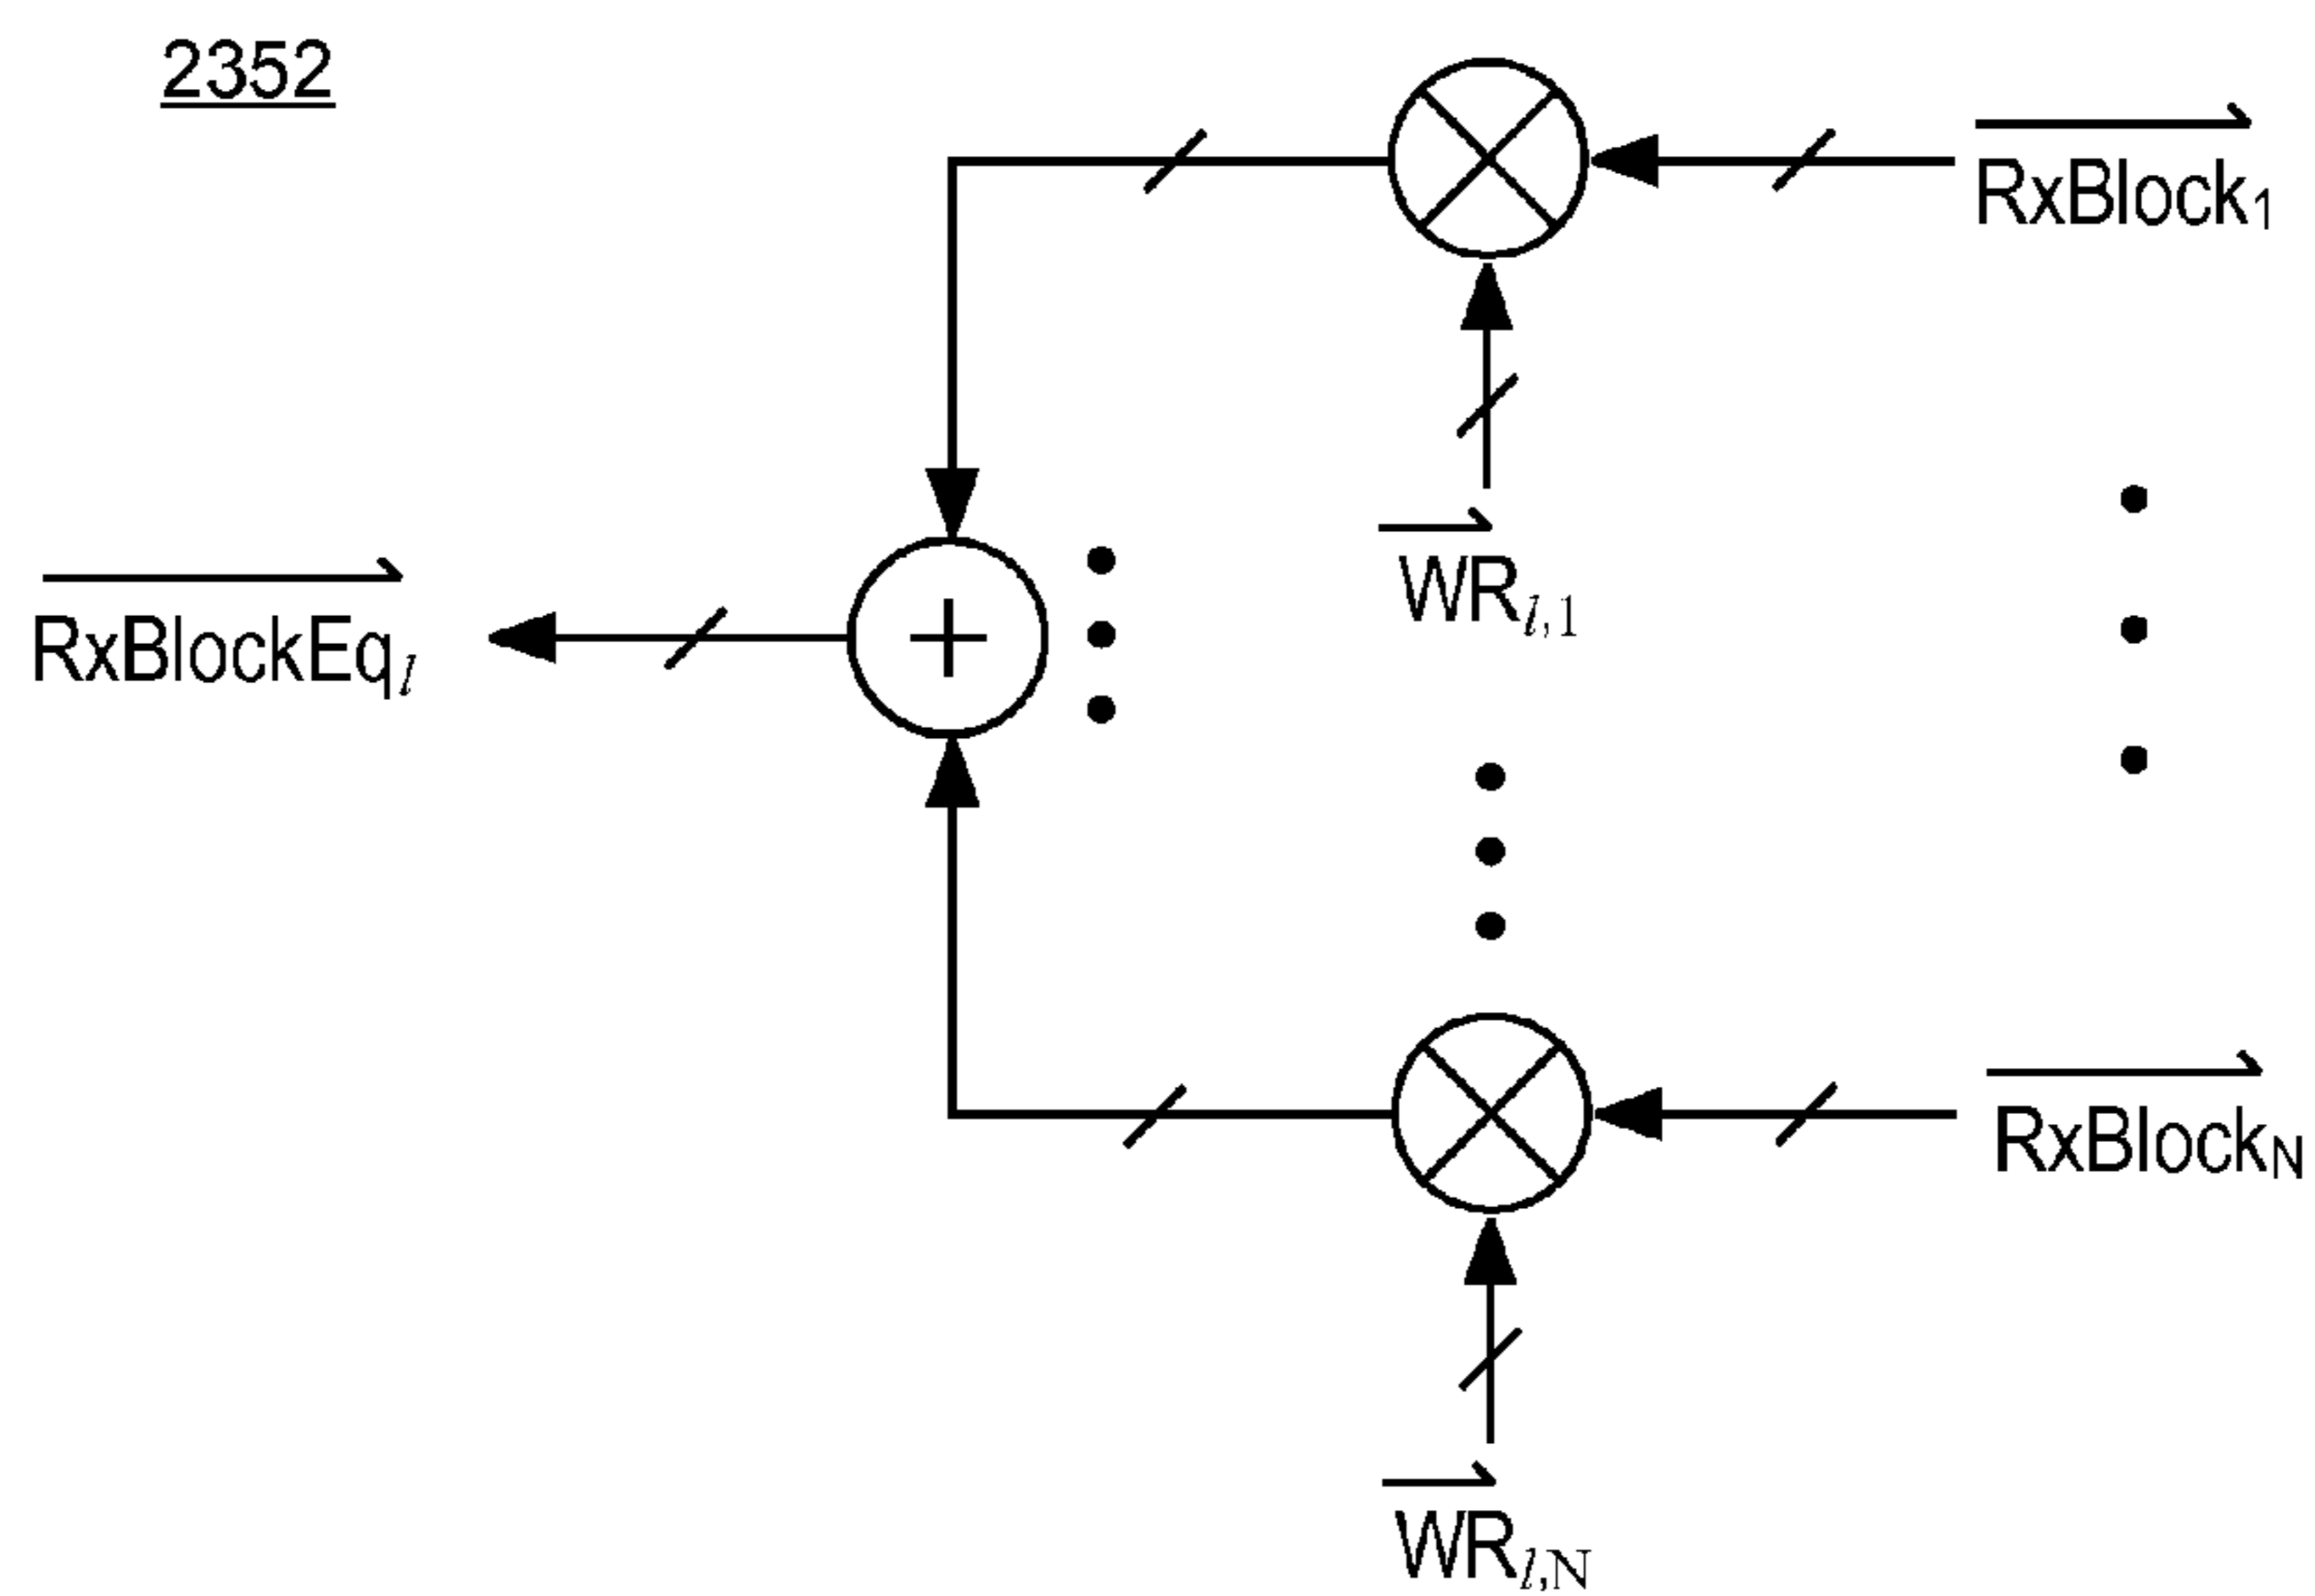 2352
RxBlock₁
WR𝑙,₁
RxBlockEq𝑙
RxBlockN
WR𝑙,N